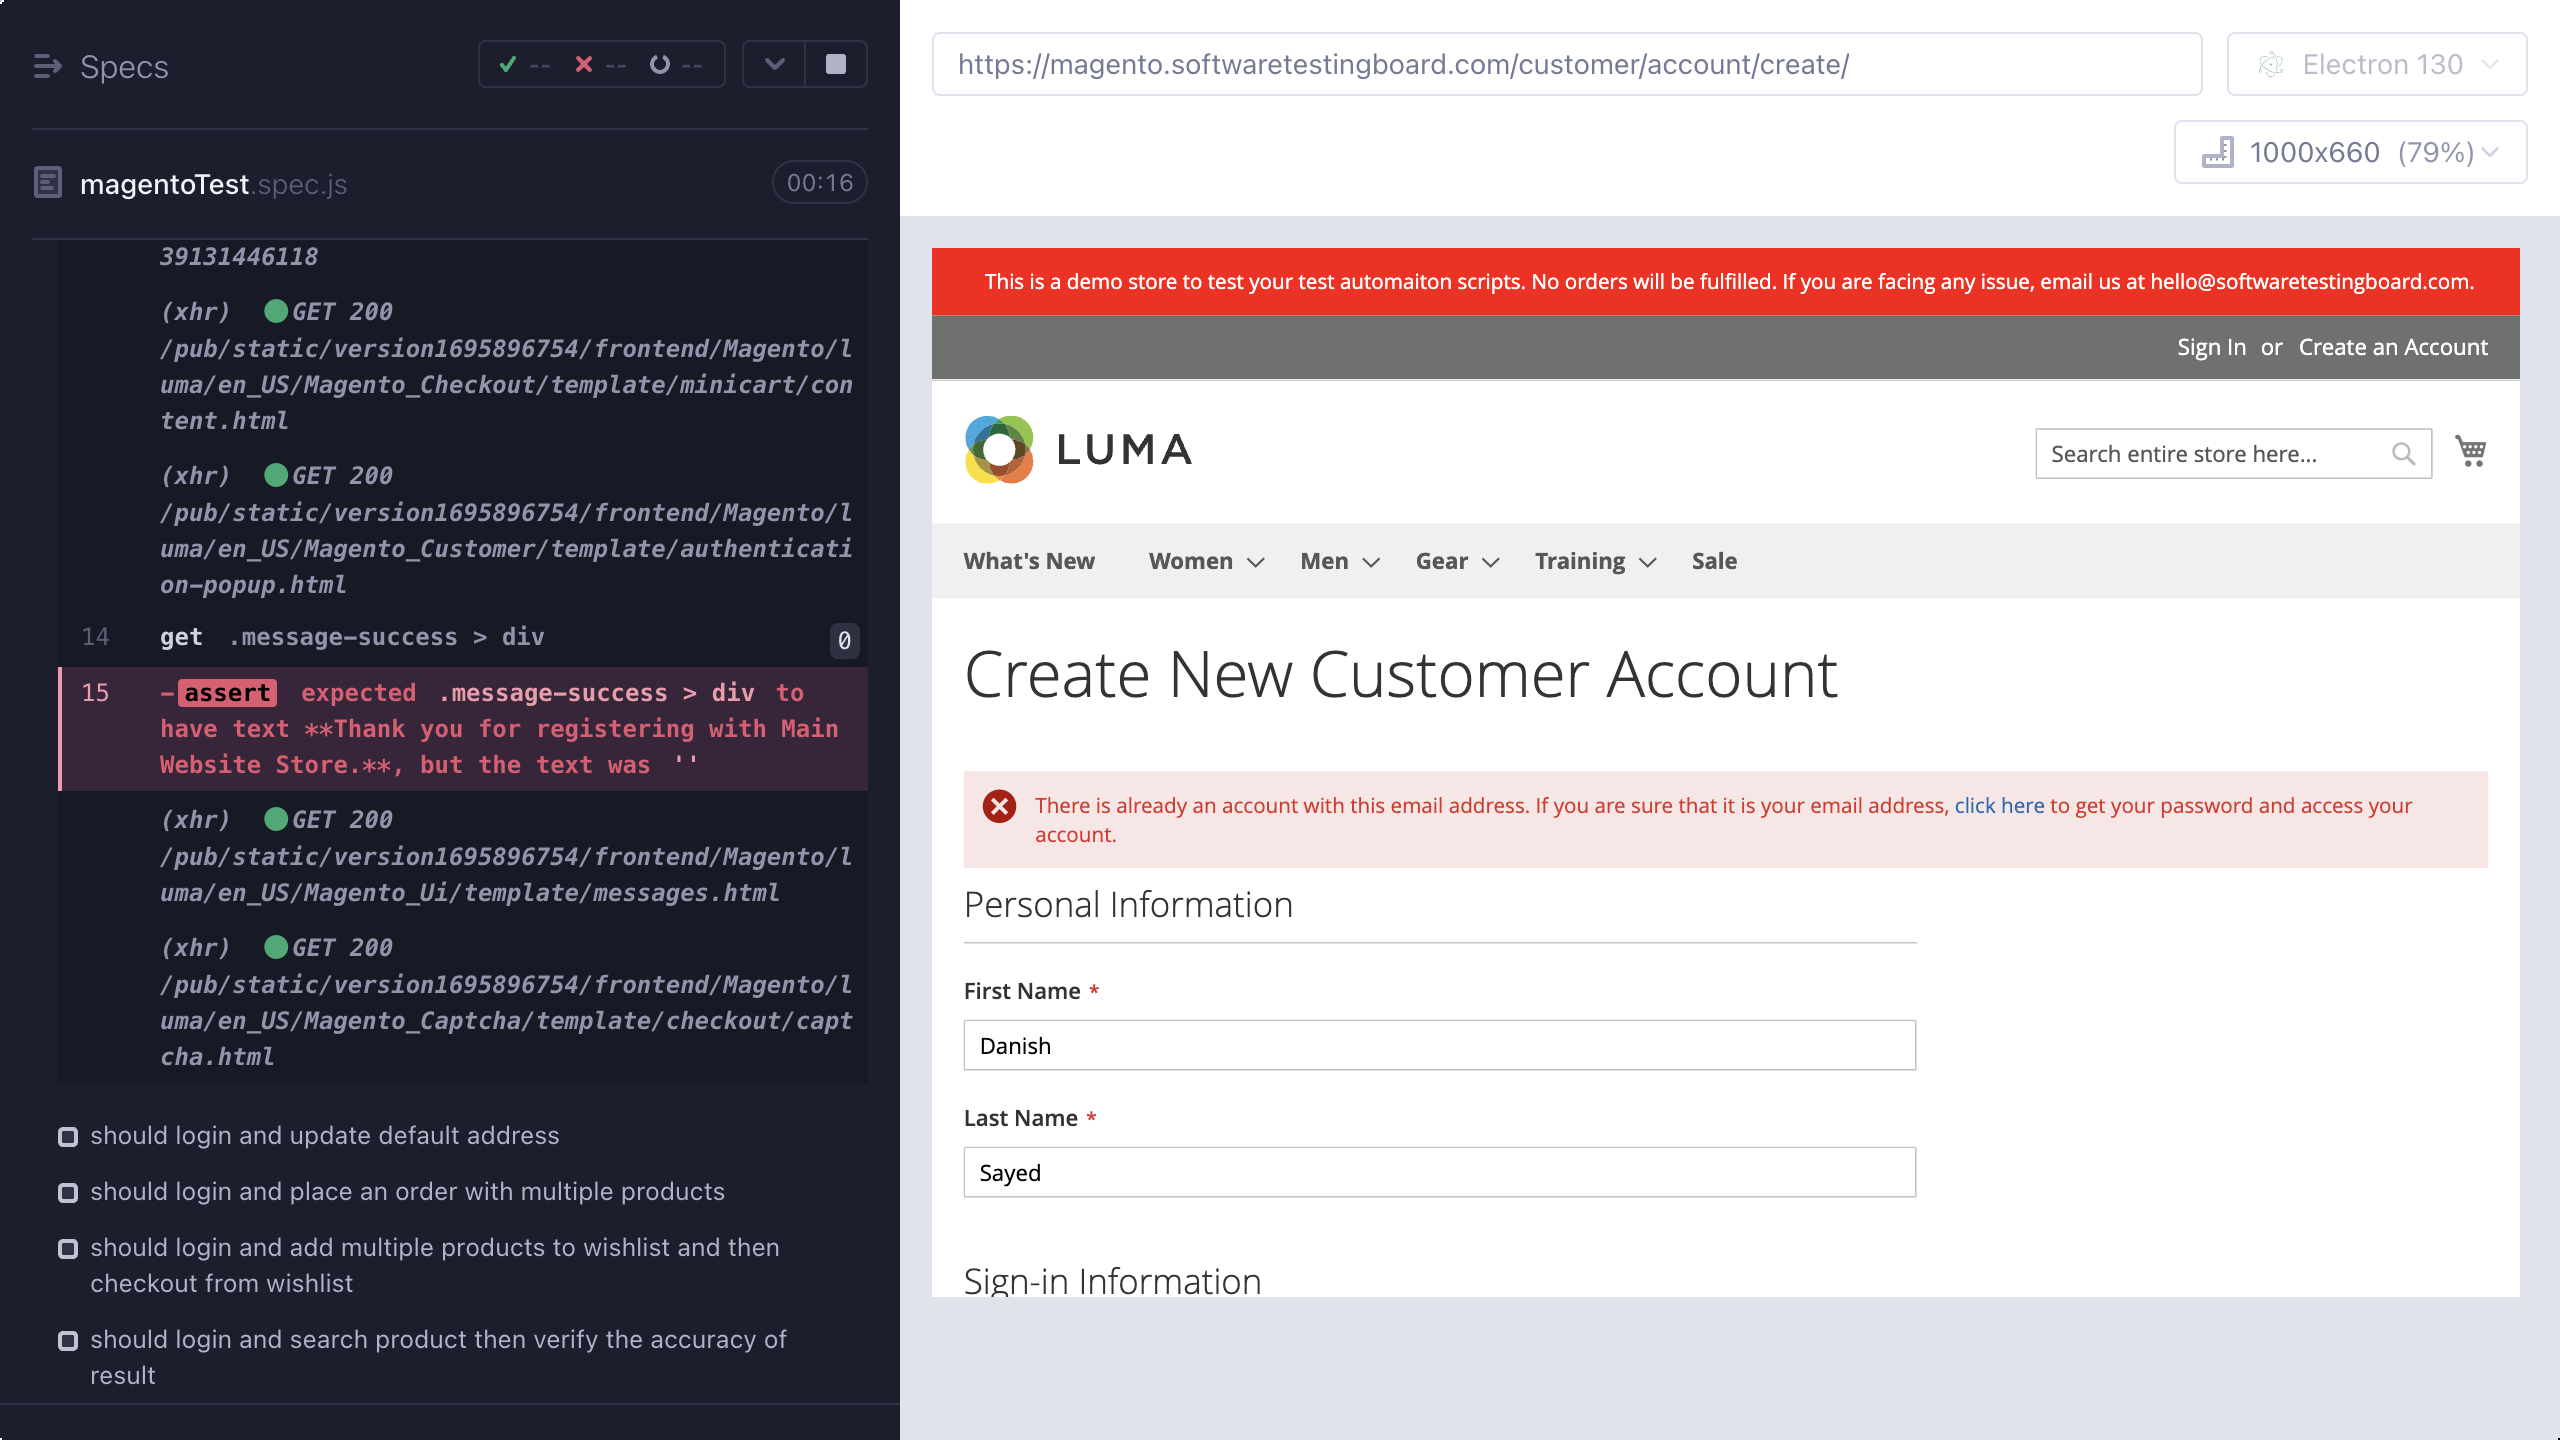 Specs
-- -- --
magentoTest.spec.js
00:16
39131446118
(xhr) GET 200
/pub/static/version1695896754/frontend/Magento/l
uma/en_US/Magento_Checkout/template/minicart/con
tent.html
(xhr) GET 200
/pub/static/version1695896754/frontend/Magento/l
uma/en_US/Magento_Customer/template/authenticati
on-popup.html
14 get .message-success > div 0
15 -assert expected .message-success > div to
have text **Thank you for registering with Main
Website Store.**, but the text was ''
(xhr) GET 200
/pub/static/version1695896754/frontend/Magento/l
uma/en_US/Magento_Ui/template/messages.html
(xhr) GET 200
/pub/static/version1695896754/frontend/Magento/l
uma/en_US/Magento_Captcha/template/checkout/capt
cha.html
should login and update default address
should login and place an order with multiple products
should login and add multiple products to wishlist and then
checkout from wishlist
should login and search product then verify the accuracy of
result
https://magento.softwaretestingboard.com/customer/account/create/
Electron 130
1000x660 (79%)
This is a demo store to test your test automaiton scripts. No orders will be fulfilled. If you are facing any issue, email us at hello@softwaretestingboard.com.
Sign In or Create an Account
LUMA
Search entire store here...
What's New Women Men Gear Training Sale
Create New Customer Account
There is already an account with this email address. If you are sure that it is your email address, click here to get your password and access your
account.
Personal Information
First Name *
Danish
Last Name *
Sayed
Sign-in Information